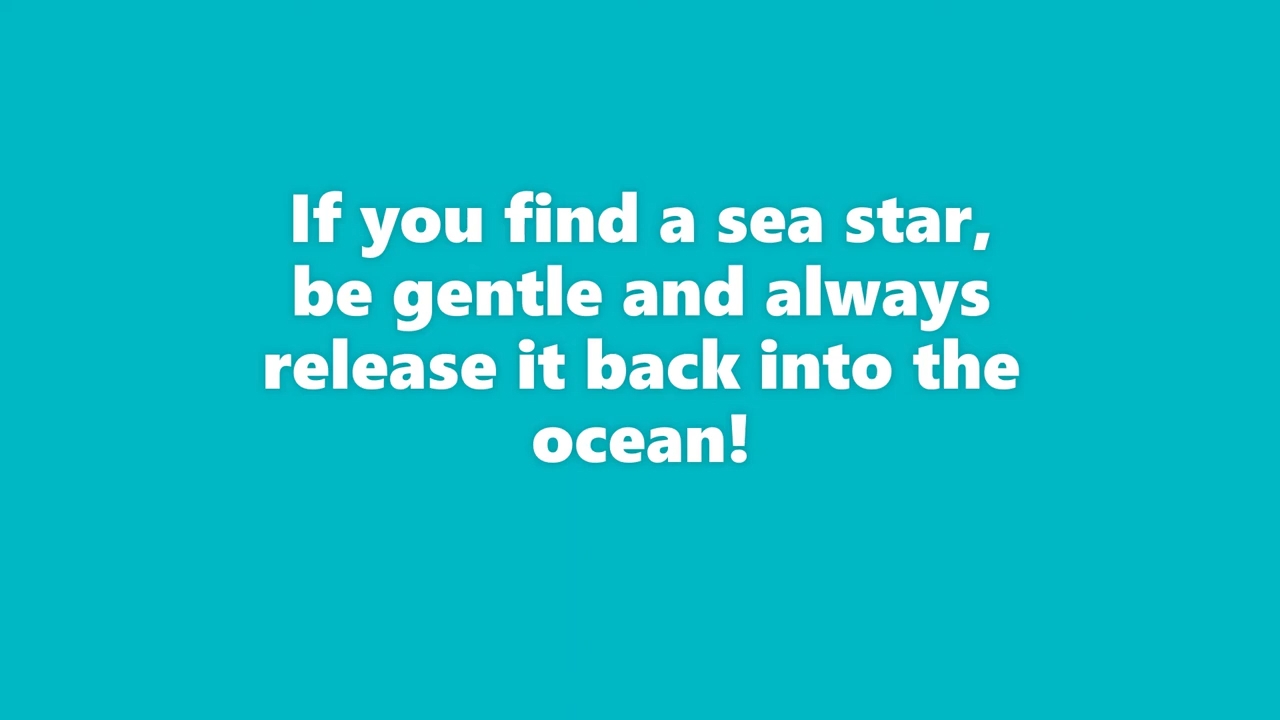 If you find a sea star,
be gentle and always
release it back into the
ocean!